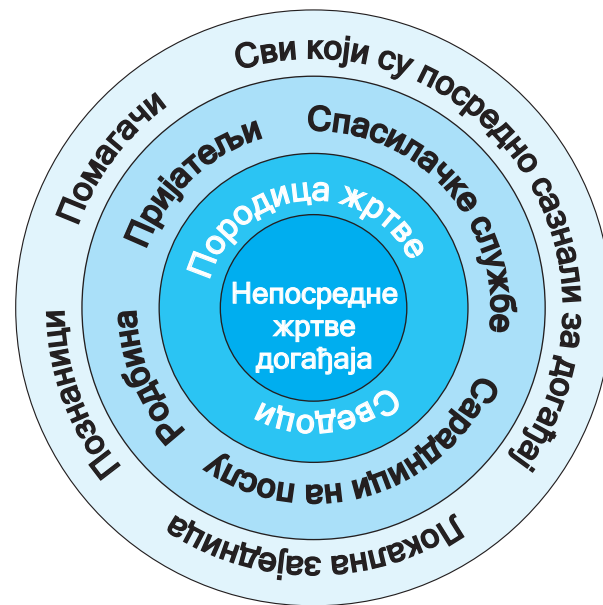 Сви који су посредно сазнали за догађај
Помагачи
Познаници
Локална заједница
Спасилачке службе
Пријатељи
Родбина
Сарадници на послу
Породица жртве
Сведоци
Непосредне
жртве
догађаја